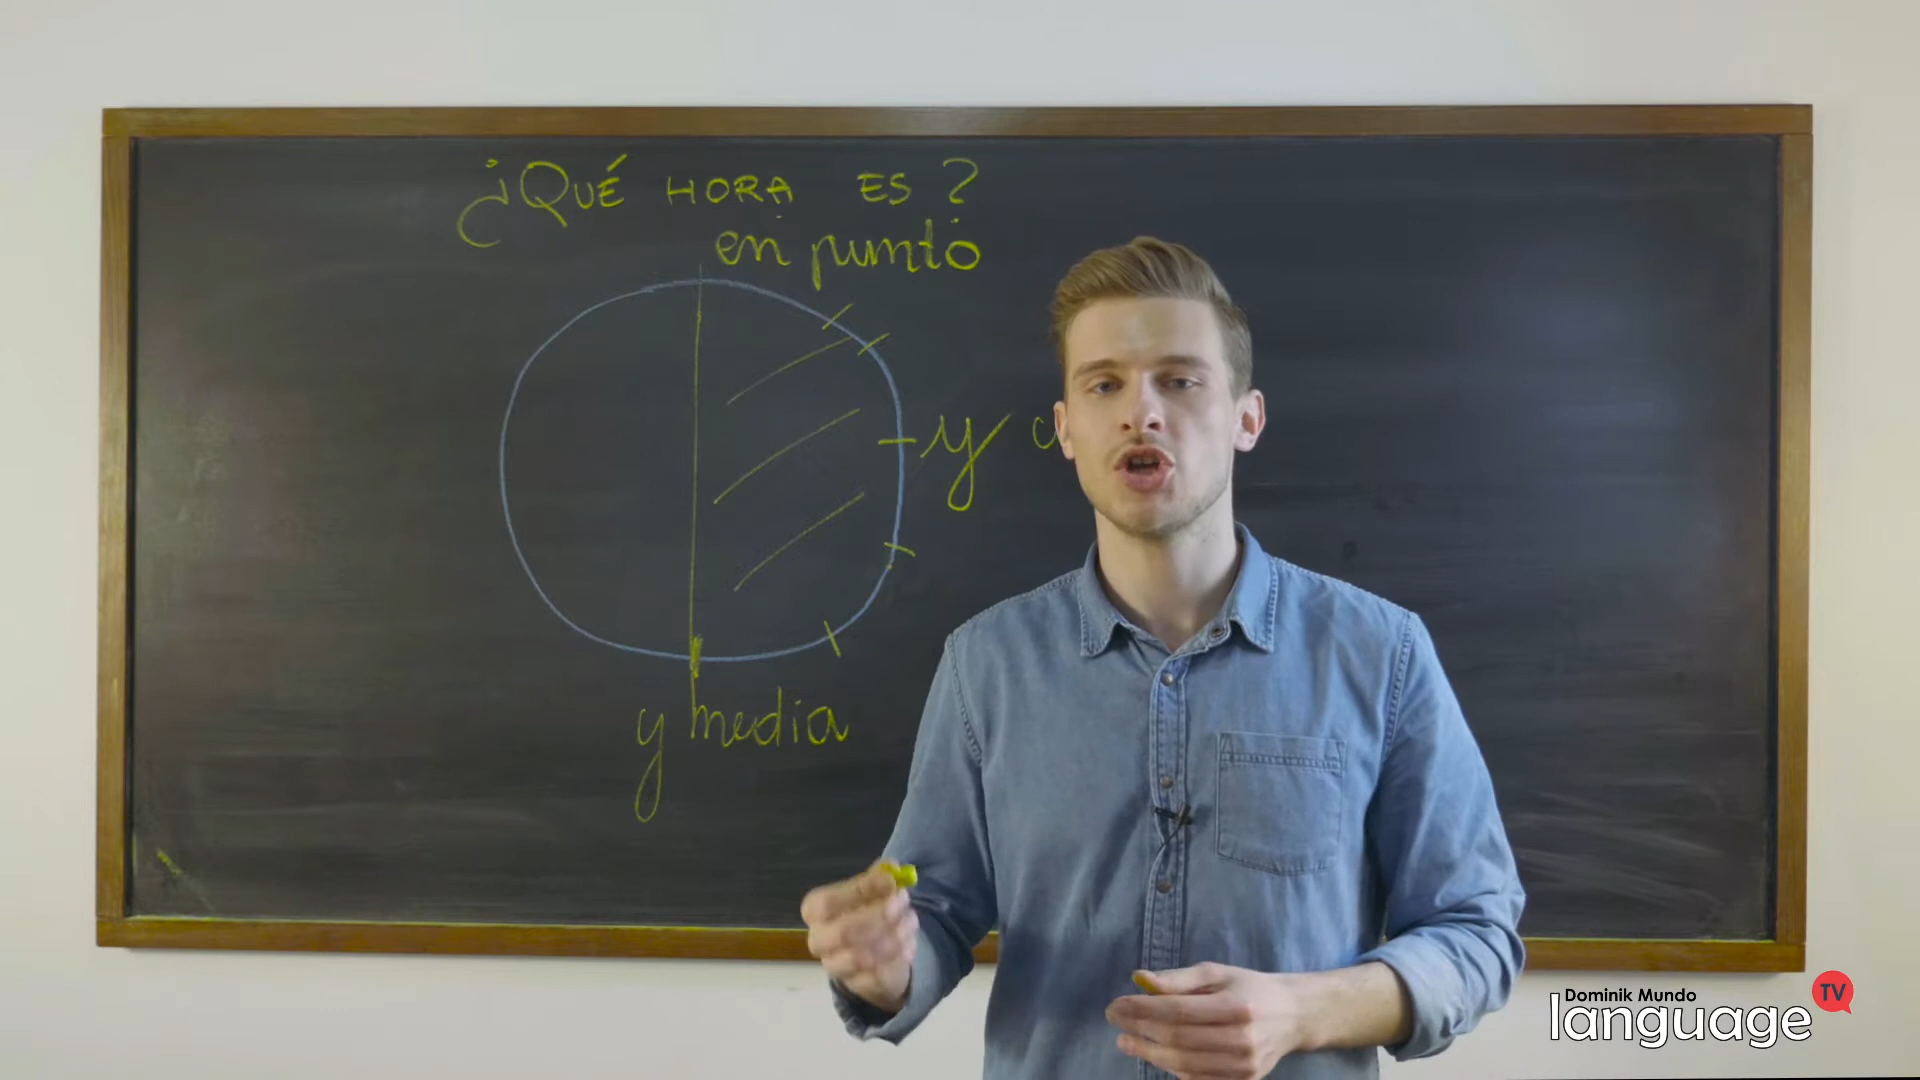 ¿QUÉ HORA ES?
en punto
y
y media
Dominik Mundo
language TV